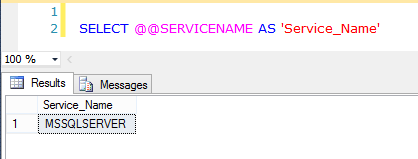 1
2 SELECT @@SERVICENAME AS 'Service_Name'
100 %
Results Messages
Service_Name
1 MSSQLSERVER